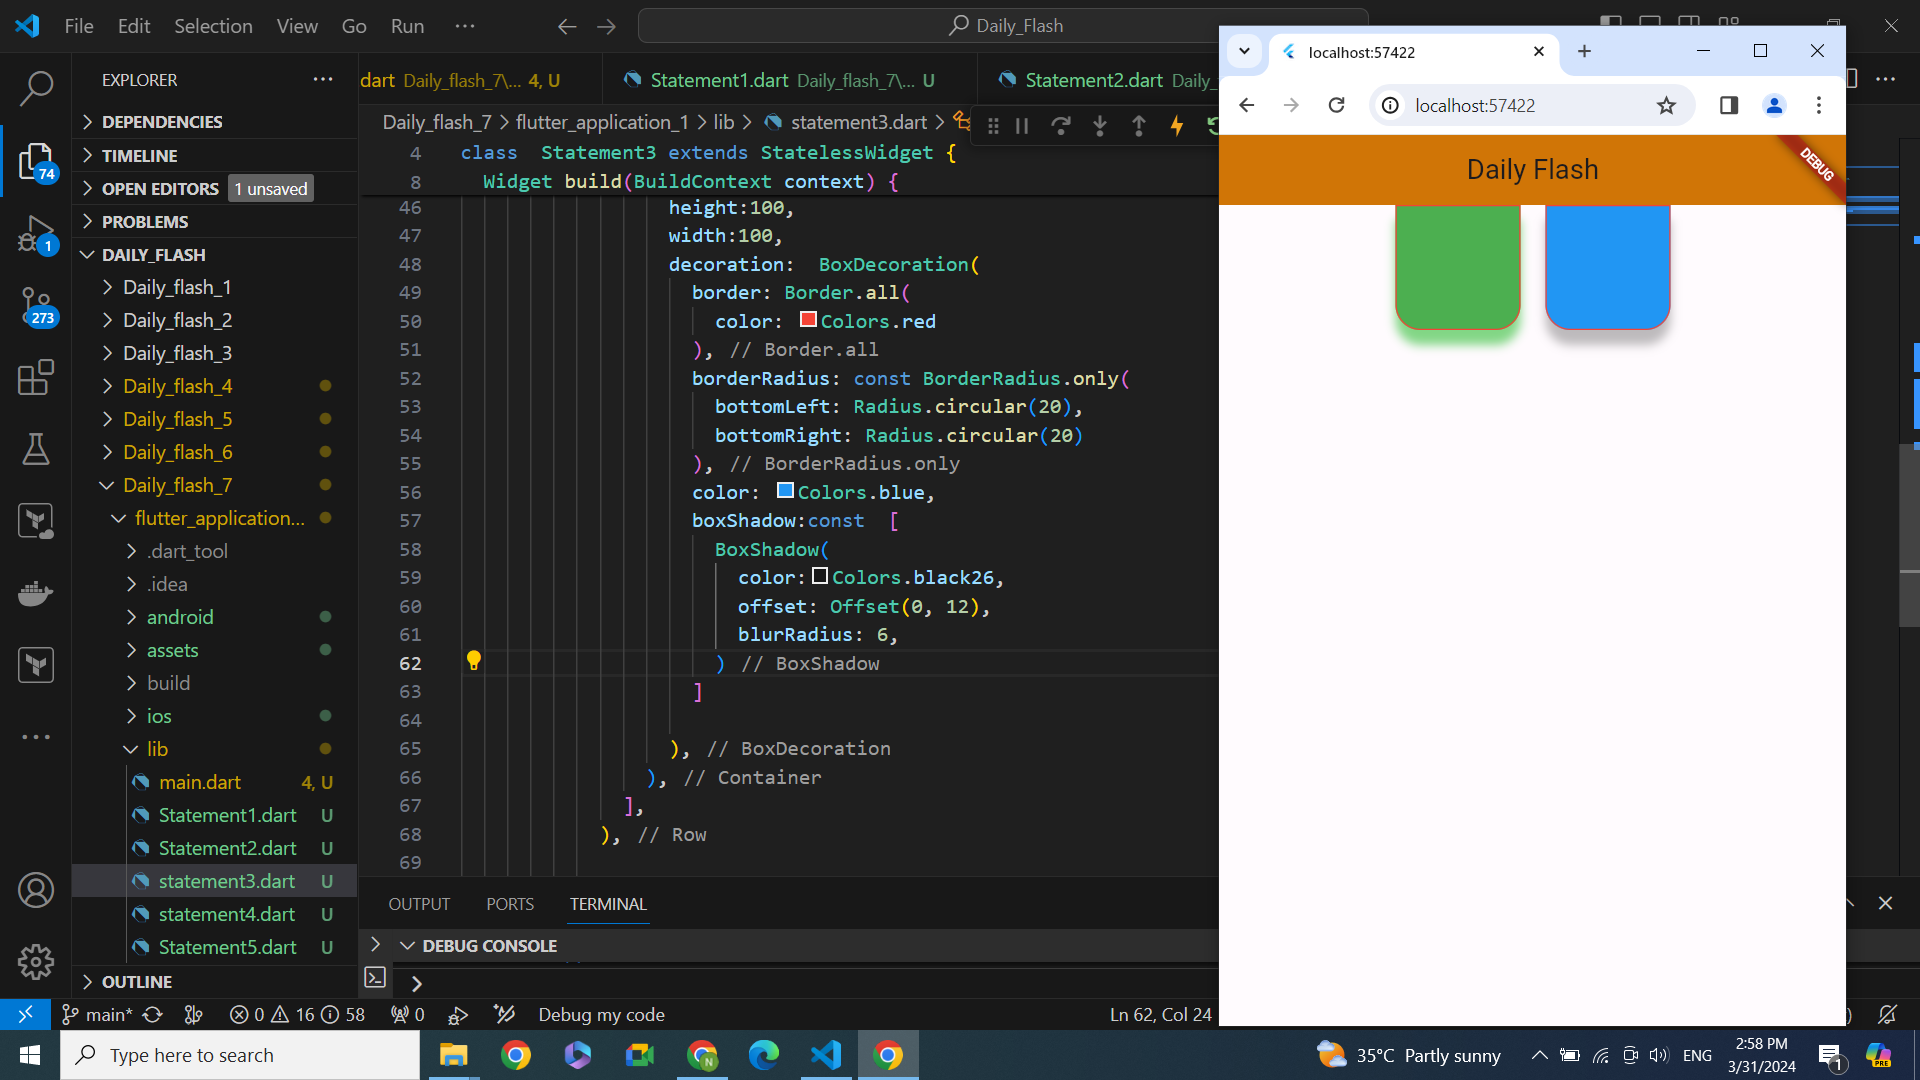 File Edit Selection View Go Run ··· Daily_Flash
EXPLORER
DEPENDENCIES
TIMELINE
OPEN EDITORS 1 unsaved
PROBLEMS
DAILY_FLASH
Daily_flash_1
Daily_flash_2
Daily_flash_3
Daily_flash_4
Daily_flash_5
Daily_flash_6
Daily_flash_7
flutter_application...
.dart_tool
.idea
android
assets
build
ios
lib
main.dart 4, U
Statement1.dart U
Statement2.dart U
statement3.dart U
statement4.dart U
Statement5.dart U
OUTLINE
74
1
273
dart Daily_flash_7\... 4, U Statement1.dart Daily_flash_7\... U Statement2.dart Daily_
Daily_flash_7 > flutter_application_1 > lib > statement3.dart >
4 class Statement3 extends StatelessWidget {
8 Widget build(BuildContext context) {
46 height:100,
47 width:100,
48 decoration: BoxDecoration(
49 border: Border.all(
50 color: Colors.red
51 ), // Border.all
52 borderRadius: const BorderRadius.only(
53 bottomLeft: Radius.circular(20),
54 bottomRight: Radius.circular(20)
55 ), // BorderRadius.only
56 color: Colors.blue,
57 boxShadow:const [
58 BoxShadow(
59 color:Colors.black26,
60 offset: Offset(0, 12),
61 blurRadius: 6,
62 ) // BoxShadow
63 ]
64
65 ), // BoxDecoration
66 ), // Container
67 ],
68 ), // Row
69
OUTPUT PORTS TERMINAL
DEBUG CONSOLE
main* 0 16 58 0 Debug my code Ln 62, Col 24
localhost:57422
localhost:57422
Daily Flash
DEBUG
Type here to search
35°C Partly sunny ENG 2:58 PM
3/31/2024
1
PRE